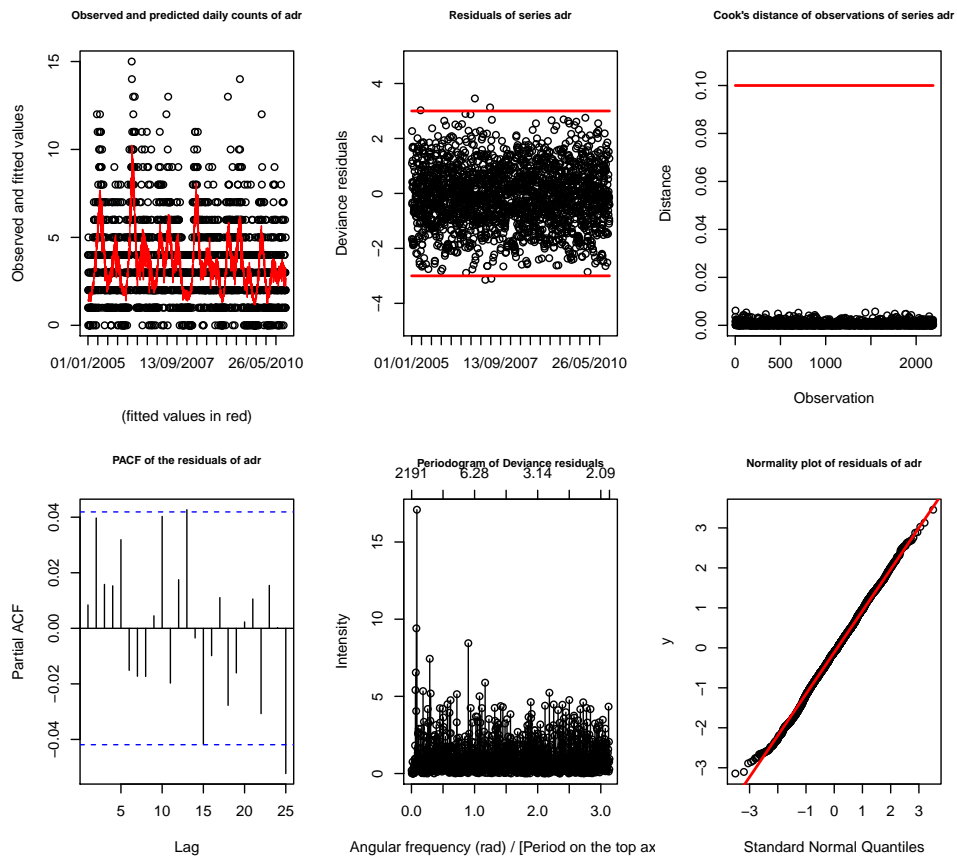 Observed and predicted daily counts of adr
Observed and fitted values
15
10
5
0
01/01/2005 13/09/2007 26/05/2010
(fitted values in red)
Residuals of series adr
Deviance residuals
4
2
0
−2
−4
01/01/2005 13/09/2007 26/05/2010
Cook's distance of observations of series adr
Distance
0.10
0.08
0.06
0.04
0.02
0.00
0 500 1000 2000
Observation
PACF of the residuals of adr
Partial ACF
0.04
0.02
0.00
−0.02
−0.04
5 10 15 20 25
Lag
Periodogram of Deviance residuals
2191 6.28 3.14 2.09
Intensity
15
10
5
0
0.0 1.0 2.0 3.0
Angular frequency (rad) / [Period on the top ax
Normality plot of residuals of adr
y
3
2
1
0
−1
−2
−3
−3 −2 −1 0 1 2 3
Standard Normal Quantiles